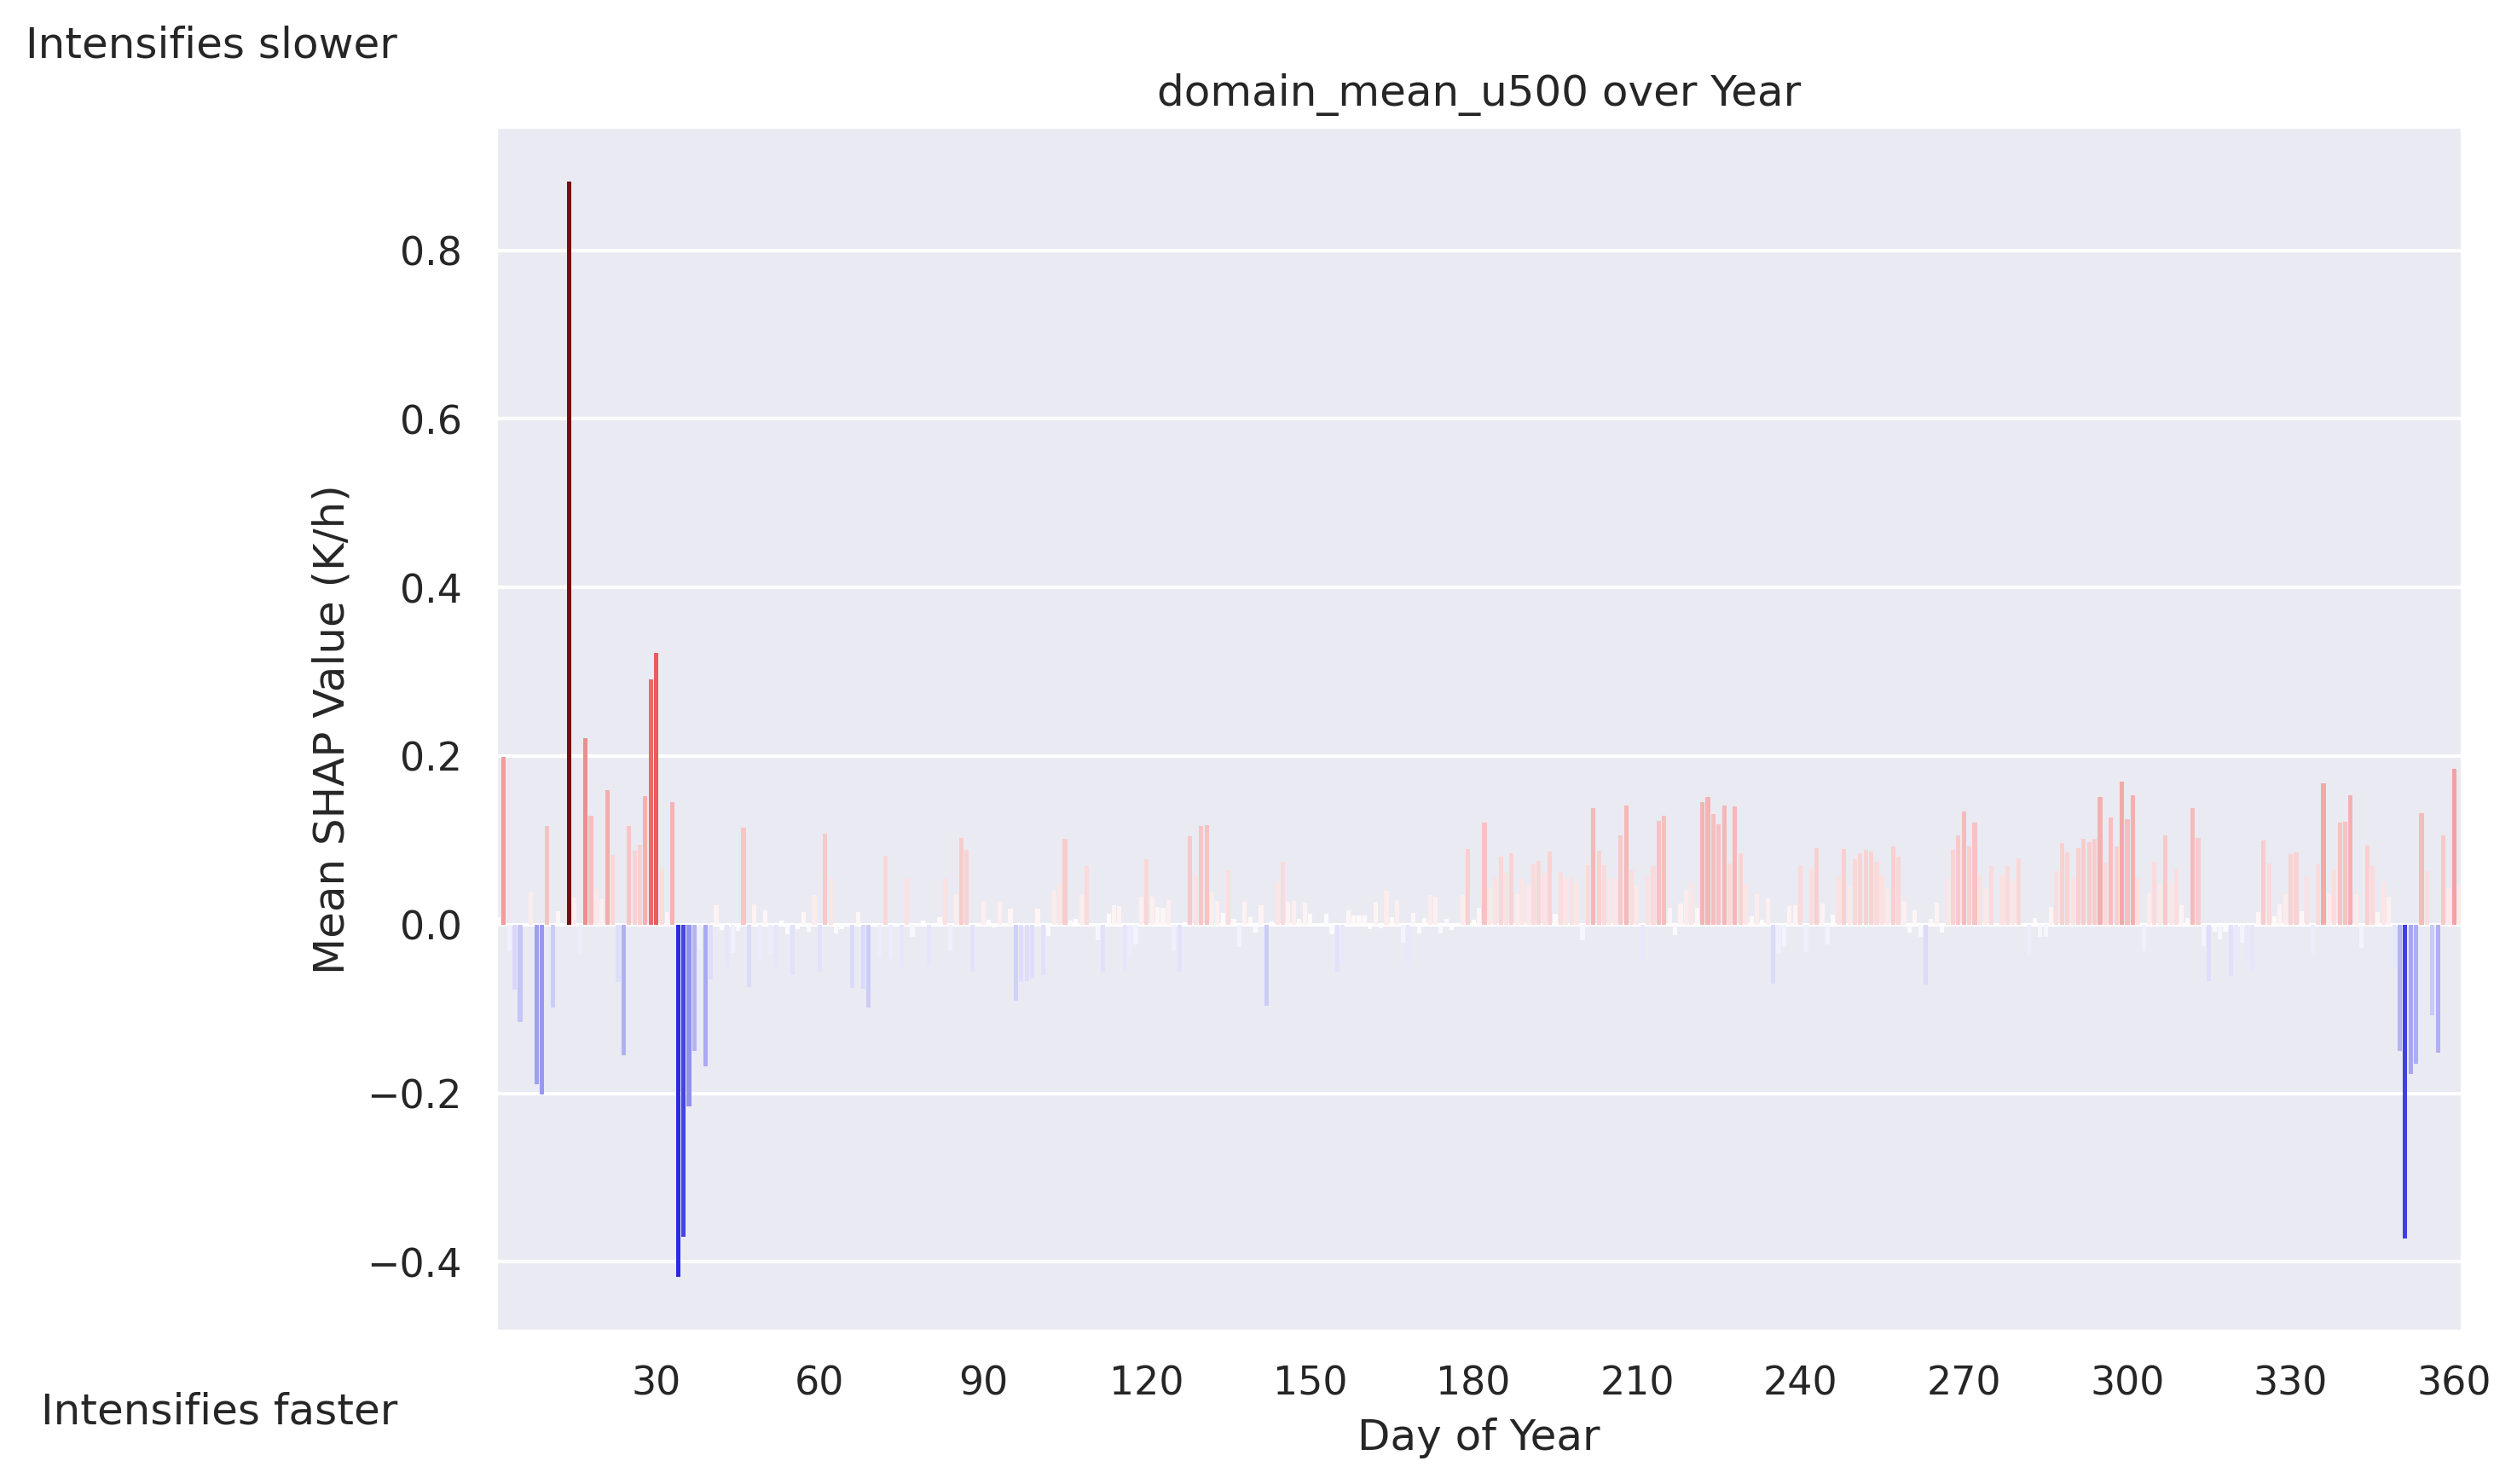 Intensifies slower
domain_mean_u500 over Year
Mean SHAP Value (K/h)
0.8
0.6
0.4
0.2
0.0
−0.2
−0.4
30 60 90 120 150 180 210 240 270 300 330 360
Intensifies faster
Day of Year